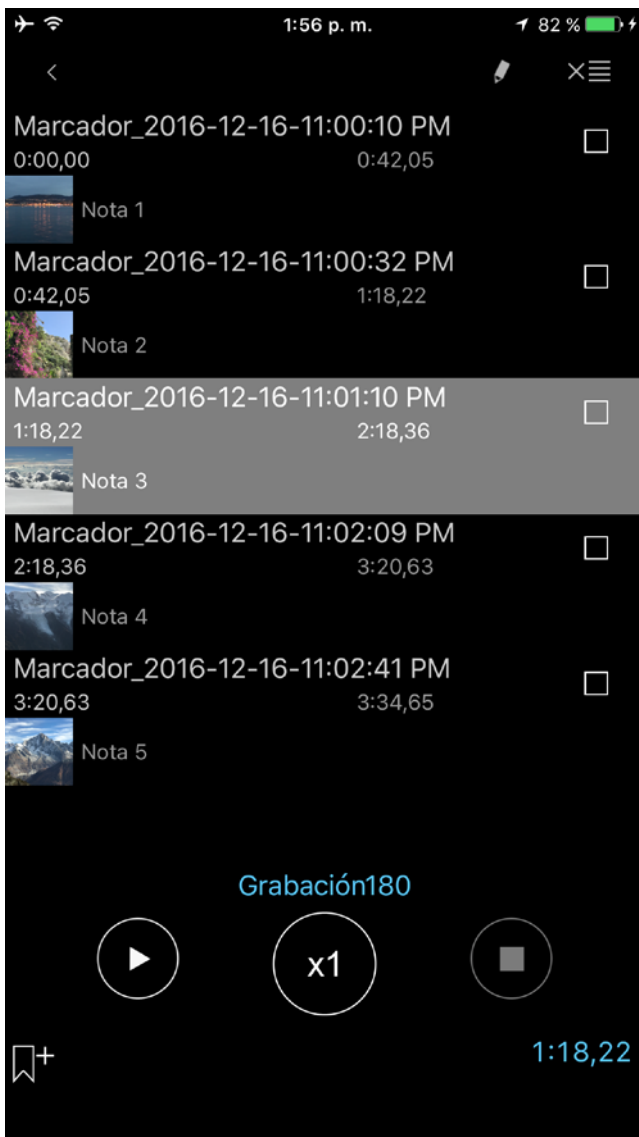 1:56 p. m. 82 %
Marcador_2016-12-16-11:00:10 PM
0:00,00 0:42,05
Nota 1
Marcador_2016-12-16-11:00:32 PM
0:42,05 1:18,22
Nota 2
Marcador_2016-12-16-11:01:10 PM
1:18,22 2:18,36
Nota 3
Marcador_2016-12-16-11:02:09 PM
2:18,36 3:20,63
Nota 4
Marcador_2016-12-16-11:02:41 PM
3:20,63 3:34,65
Nota 5
Grabación180
x1
1:18,22